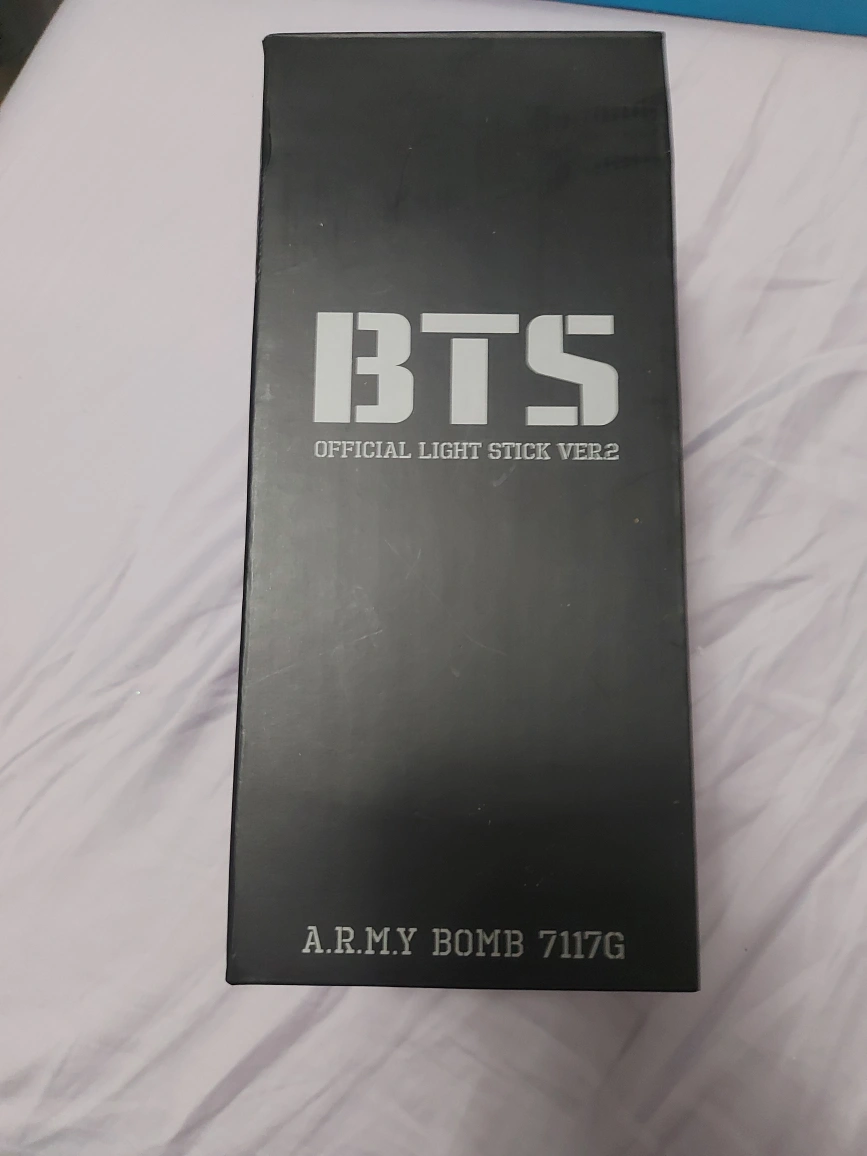 BTS
OFFICIAL LIGHT STICK VER2
A.R.M.Y BOMB 7117G